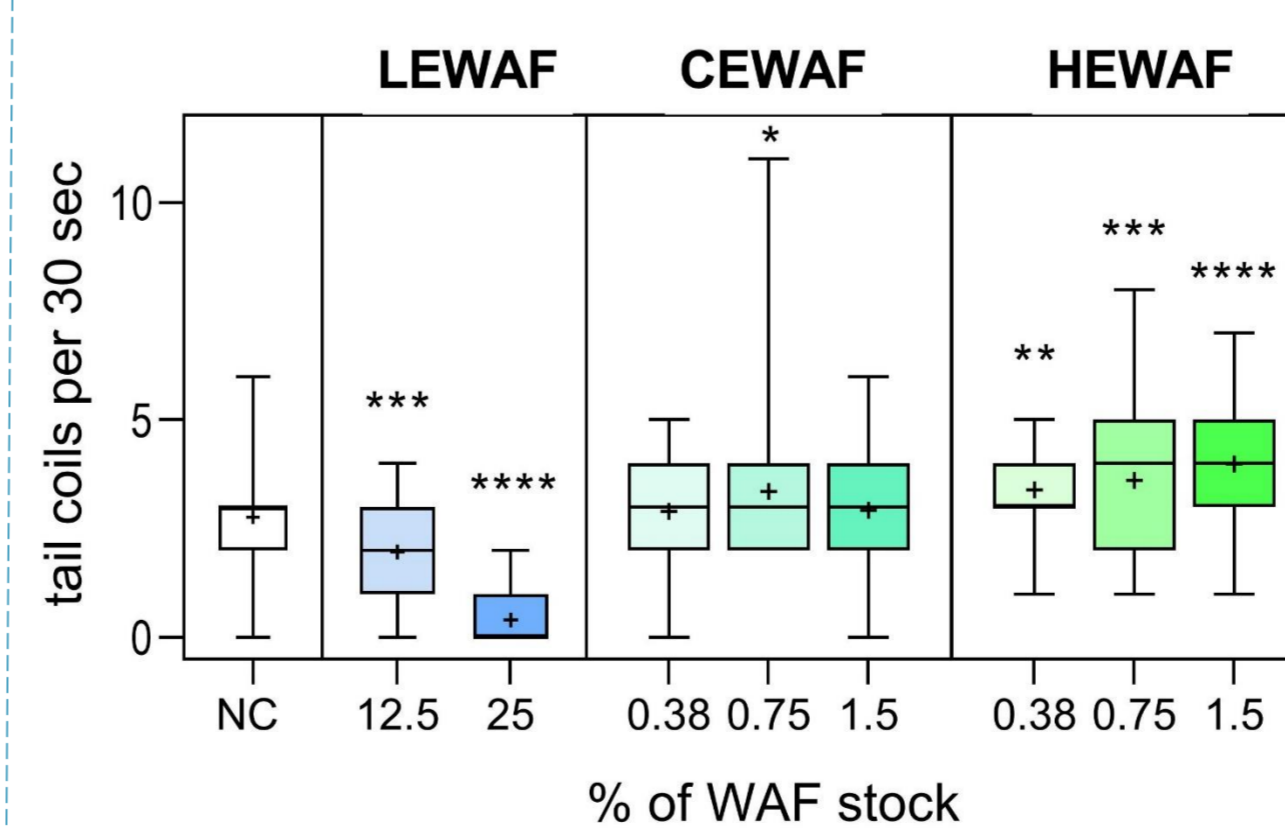 LEWAF CEWAF HEWAF
tail coils per 30 sec
10
5
0
*
***
****
***
****
**
NC 12.5 25 0.38 0.75 1.5 0.38 0.75 1.5
% of WAF stock